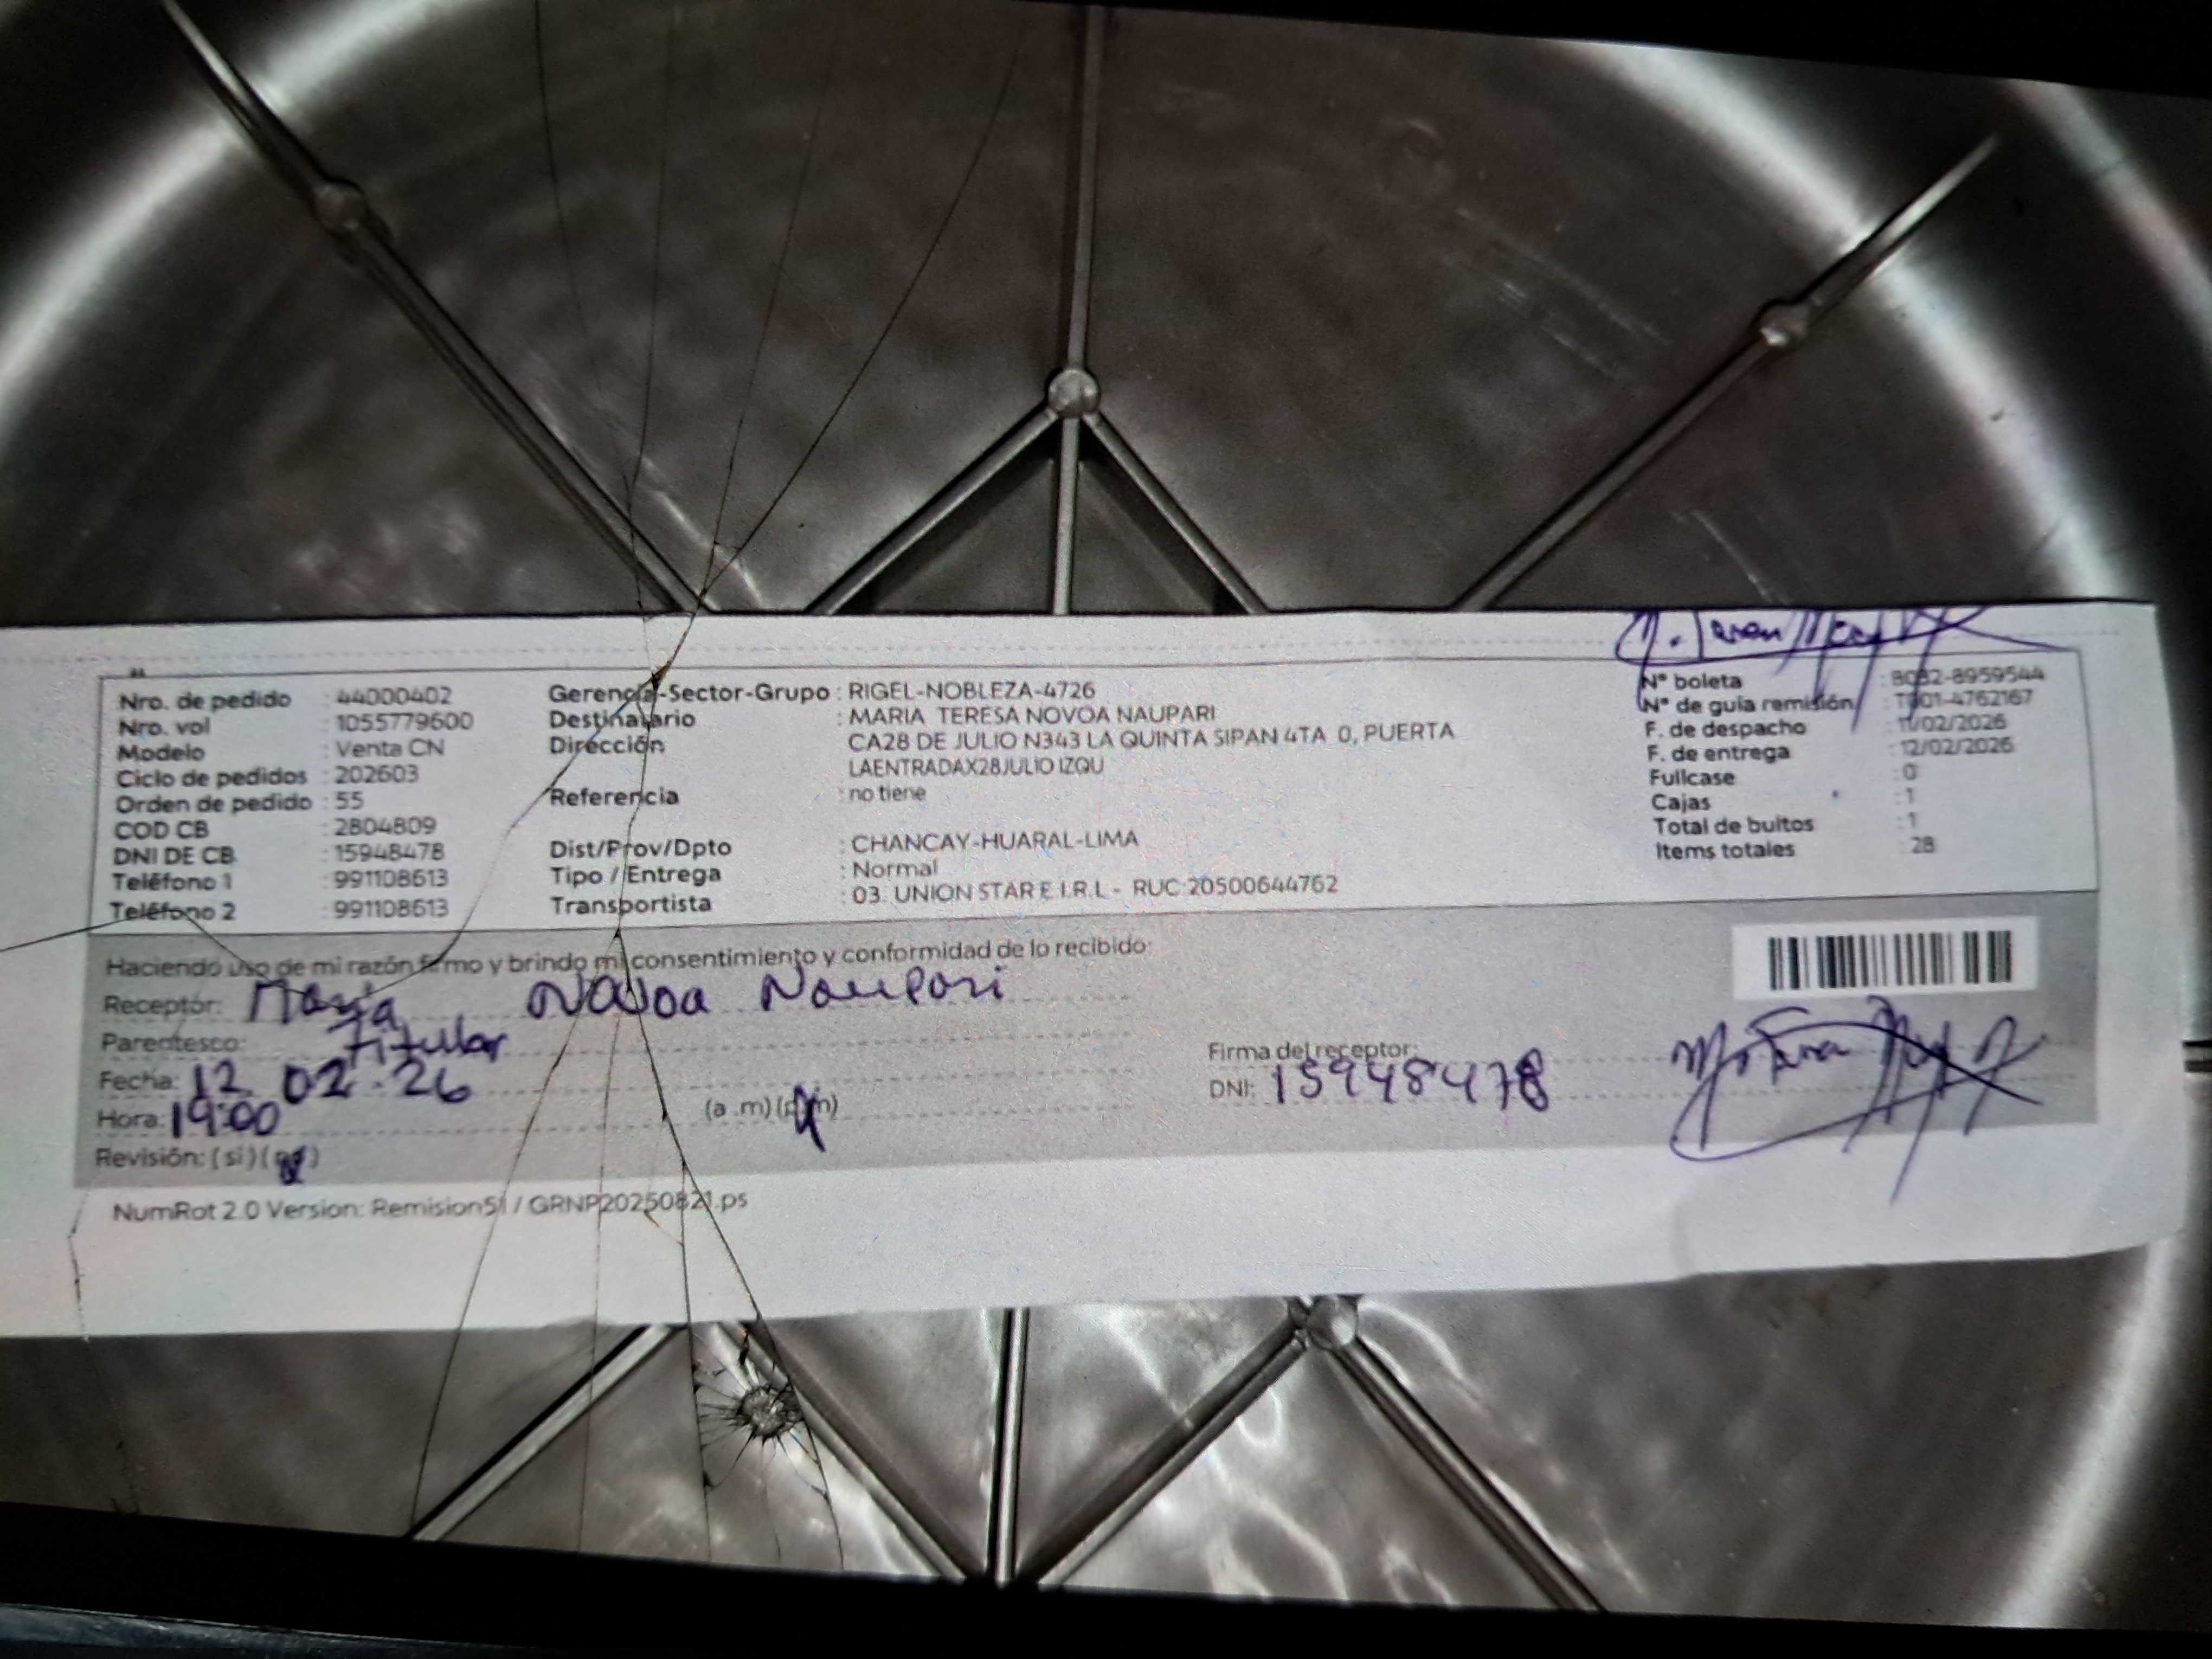 Nro. de pedido : 44000402
Nro. vol : 1055779600
Modelo : Venta CN
Ciclo de pedidos : 202603
Orden de pedido : 55
COD CB : 2804809
DNI DE CB : 15948478
Teléfono 1 : 991108613
Teléfono 2 : 991108613
Gerencia-Sector-Grupo : RIGEL-NOBLEZA-4726
Destinatario : MARIA TERESA NOVOA NAUPARI
Dirección CA28 DE JULIO N343 LA QUINTA SIPAN 4TA 0, PUERTA
LAENTRADAX28JULIO IZQU
Referencia : no tiene
Dist/Prov/Dpto : CHANCAY-HUARAL-LIMA
Tipo / Entrega : Normal
Transportista : 03. UNION STAR E.I.R.L - RUC:20500644762
N° boleta : B032-8959544
N° de guía remisión : T001-4762167
F. de despacho : 11/02/2026
F. de entrega : 12/02/2026
Fullcase : 0
Cajas : 1
Total de bultos : 1
Items totales : 28
Haciendo uso de mi razón firmo y brindo mi consentimiento y conformidad de lo recibido:
Receptor: Maria Novoa Naupari
Parentesco: Titular
Fecha: 12 02.26
Hora: 19:00 (a .m) (p.m)
Revisión: ( si ) ( no )
Firma del receptor:
DNI: 15948478
NumRot 2.0 Version: Remision51 / GRNP20250821.ps